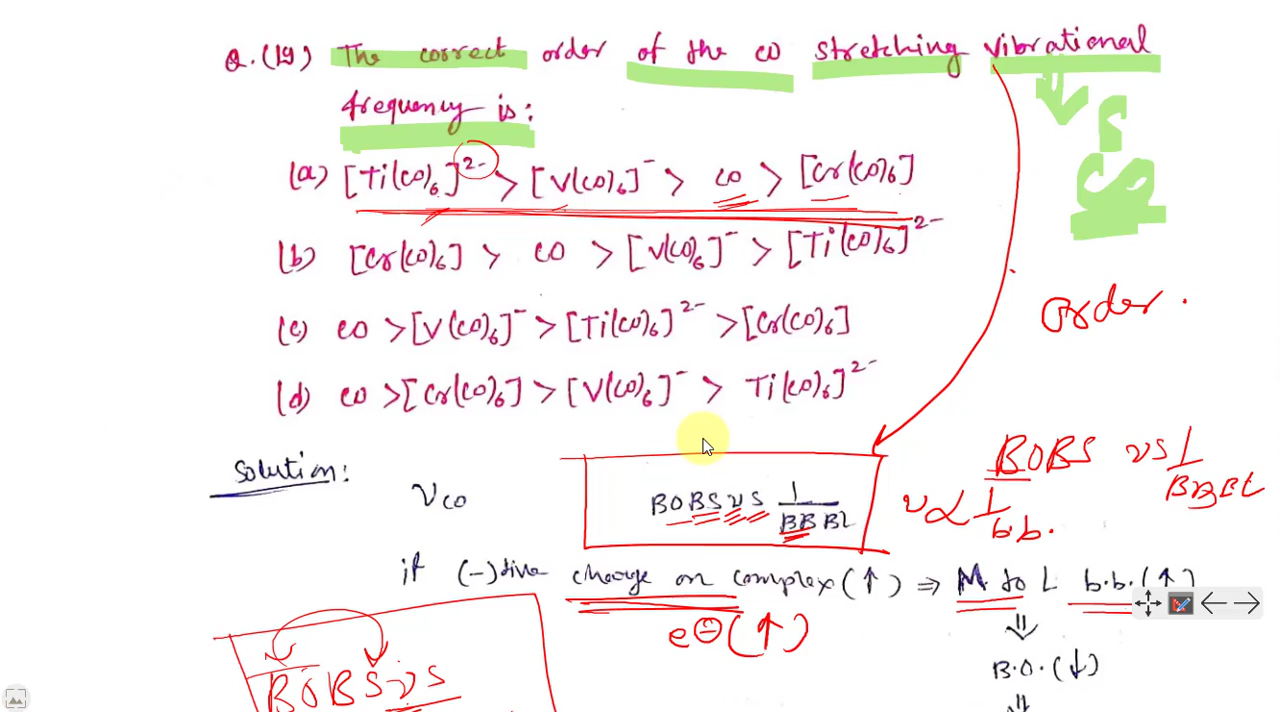 Q.(19) The correct order of the CO stretching vibrational
frequency is:
(a) [Ti(CO)6]2- > [V(CO)6]- > CO > [Cr(CO)6]
(b) [Cr(CO)6] > CO > [V(CO)6]- > [Ti(CO)6]2-
(c) CO > [V(CO)6]- > [Ti(CO)6]2- > [Cr(CO)6]
(d) CO > [Cr(CO)6] > [V(CO)6]- > Ti(CO)6]2-
order.
Solution:
νCO
BOBS νS 1/BBBL
BOBS νS 1/BBBL
ν ∝ 1/b.b.
if (-)tive charge on complex (↑) ⇒ M to L b.b.(↑)
⇓
e⊖(↑)
B.O.(↓)
⇓
BOBS νS